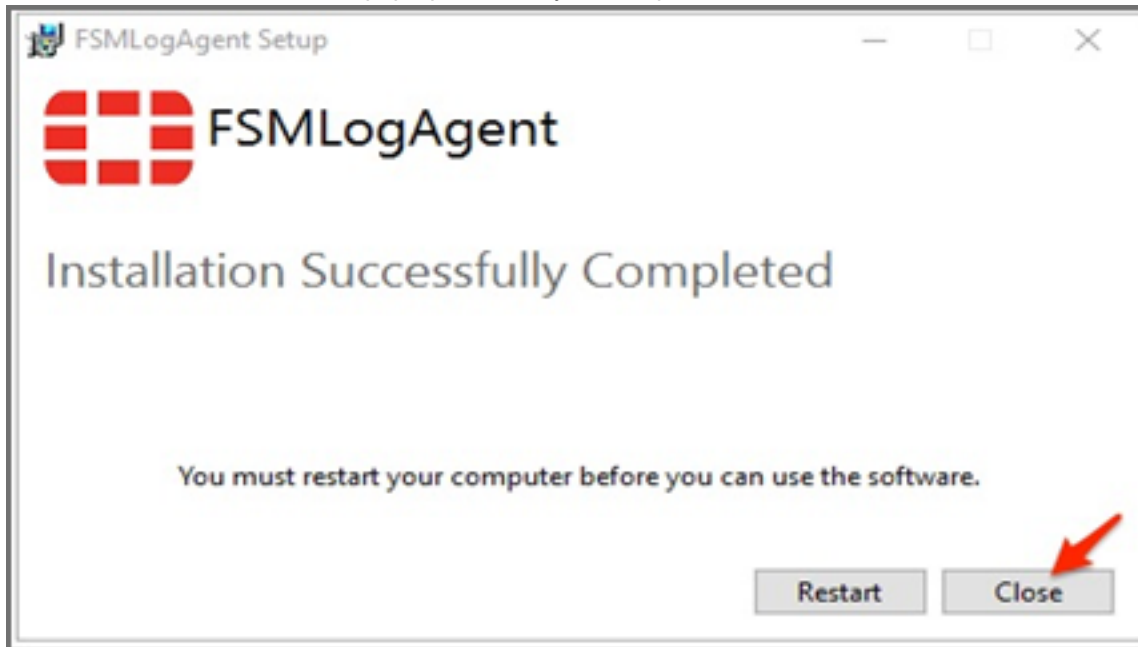 FSMLogAgent Setup
FSMLogAgent
Installation Successfully Completed
You must restart your computer before you can use the software.
Restart
Close